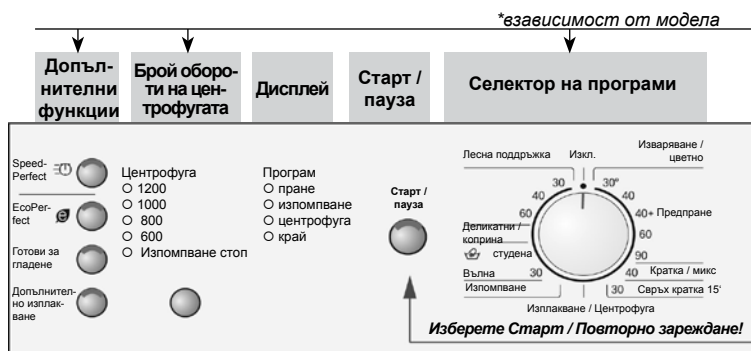 *взависимост от модела
Допъл-
нителни
функции
Брой оборо-
ти на цен-
трофугата
Дисплей
Старт /
пауза
Селектор на програми
Speed-
Perfect
EcoPer-
fect
Готови за
гладене
Допълнител-
но изплак-
ване
Центрофуга
1200
1000
800
600
Изпомпване стоп
Програм
пране
изпомпване
центрофуга
край
Старт /
пауза
Лесна поддръжка
Изкл.
Изваряване /
цветно
30
30°
40
40
60
40+ Предпране
Деликатни /
коприна
60
студена
90
Вълна
30
40
Кратка / микс
Изпомпване
30
Свръх кратка 15'
Изплакване / Центрофуга
Изберете Старт / Повторно зареждане!